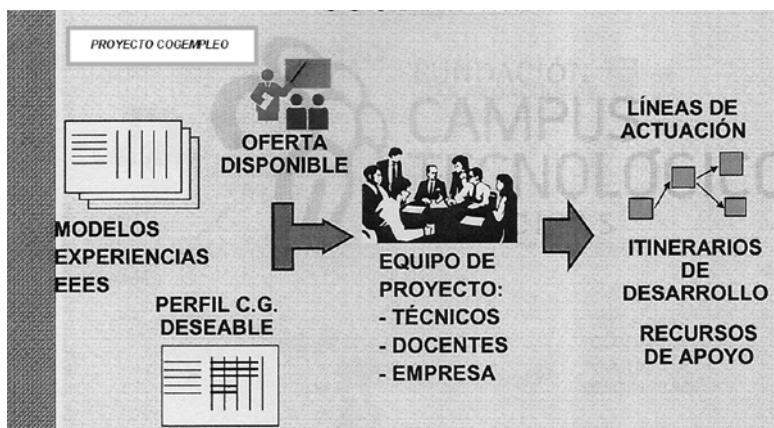 PROYECTO COGEMPLEO
OFERTA
DISPONIBLE
MODELOS
EXPERIENCIAS
EEES
PERFIL C.G.
DESEABLE
EQUIPO DE
PROYECTO:
- TÉCNICOS
- DOCENTES
- EMPRESA
LÍNEAS DE
ACTUACIÓN
ITINERARIOS
DE
DESARROLLO
RECURSOS
DE APOYO
CAMPUS